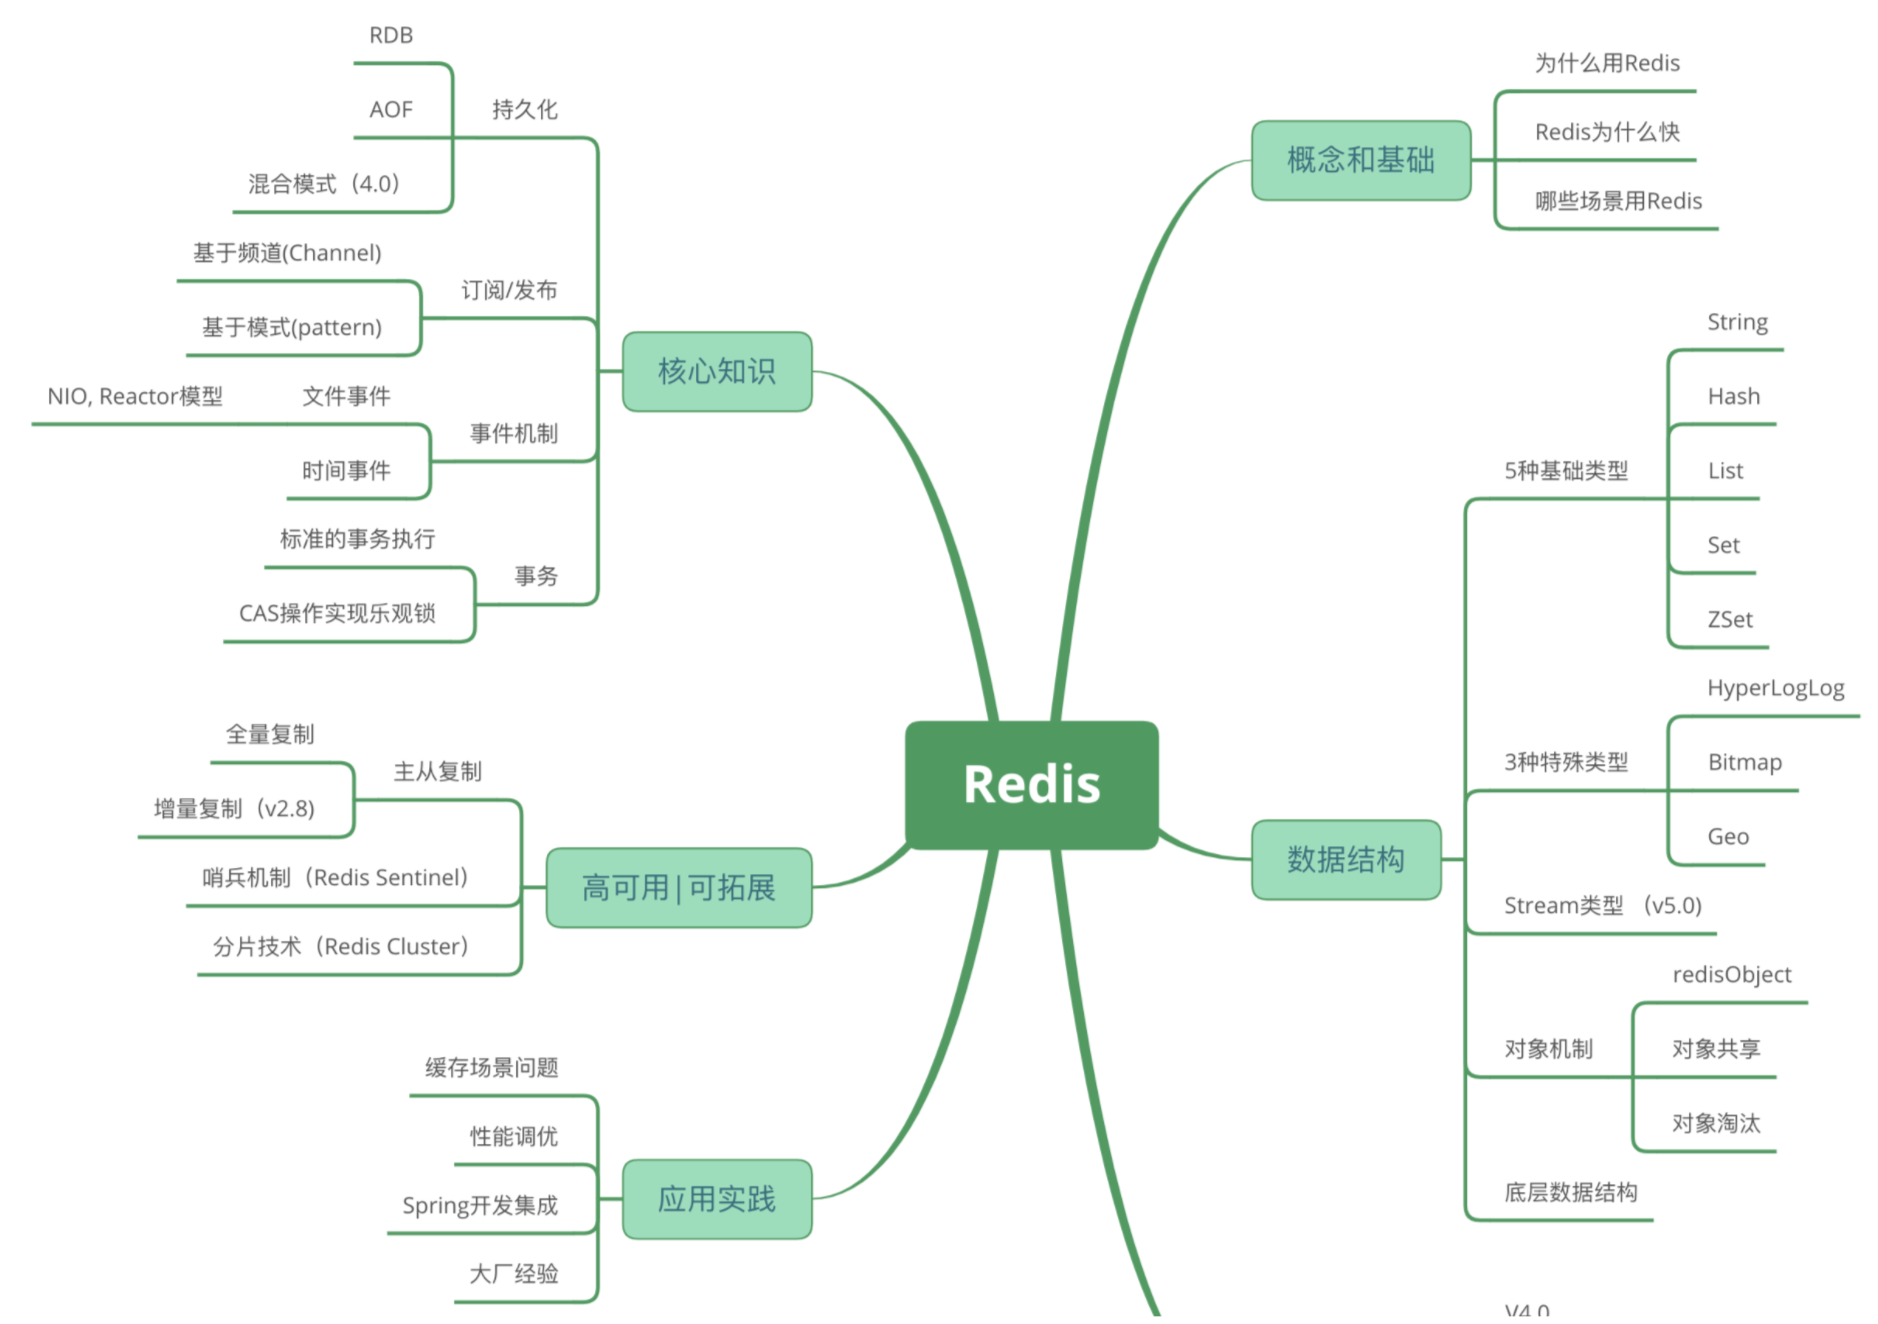 Redis
概念和基础
为什么用Redis
Redis为什么快
哪些场景用Redis
数据结构
5种基础类型
String
Hash
List
Set
ZSet
3种特殊类型
HyperLogLog
Bitmap
Geo
Stream类型 （v5.0)
对象机制
redisObject
对象共享
对象淘汰
底层数据结构
V4.0
核心知识
持久化
RDB
AOF
混合模式（4.0）
订阅/发布
基于频道(Channel)
基于模式(pattern)
事件机制
文件事件
NIO, Reactor模型
时间事件
事务
标准的事务执行
CAS操作实现乐观锁
高可用|可拓展
主从复制
全量复制
增量复制（v2.8)
哨兵机制（Redis Sentinel）
分片技术（Redis Cluster）
应用实践
缓存场景问题
性能调优
Spring开发集成
大厂经验